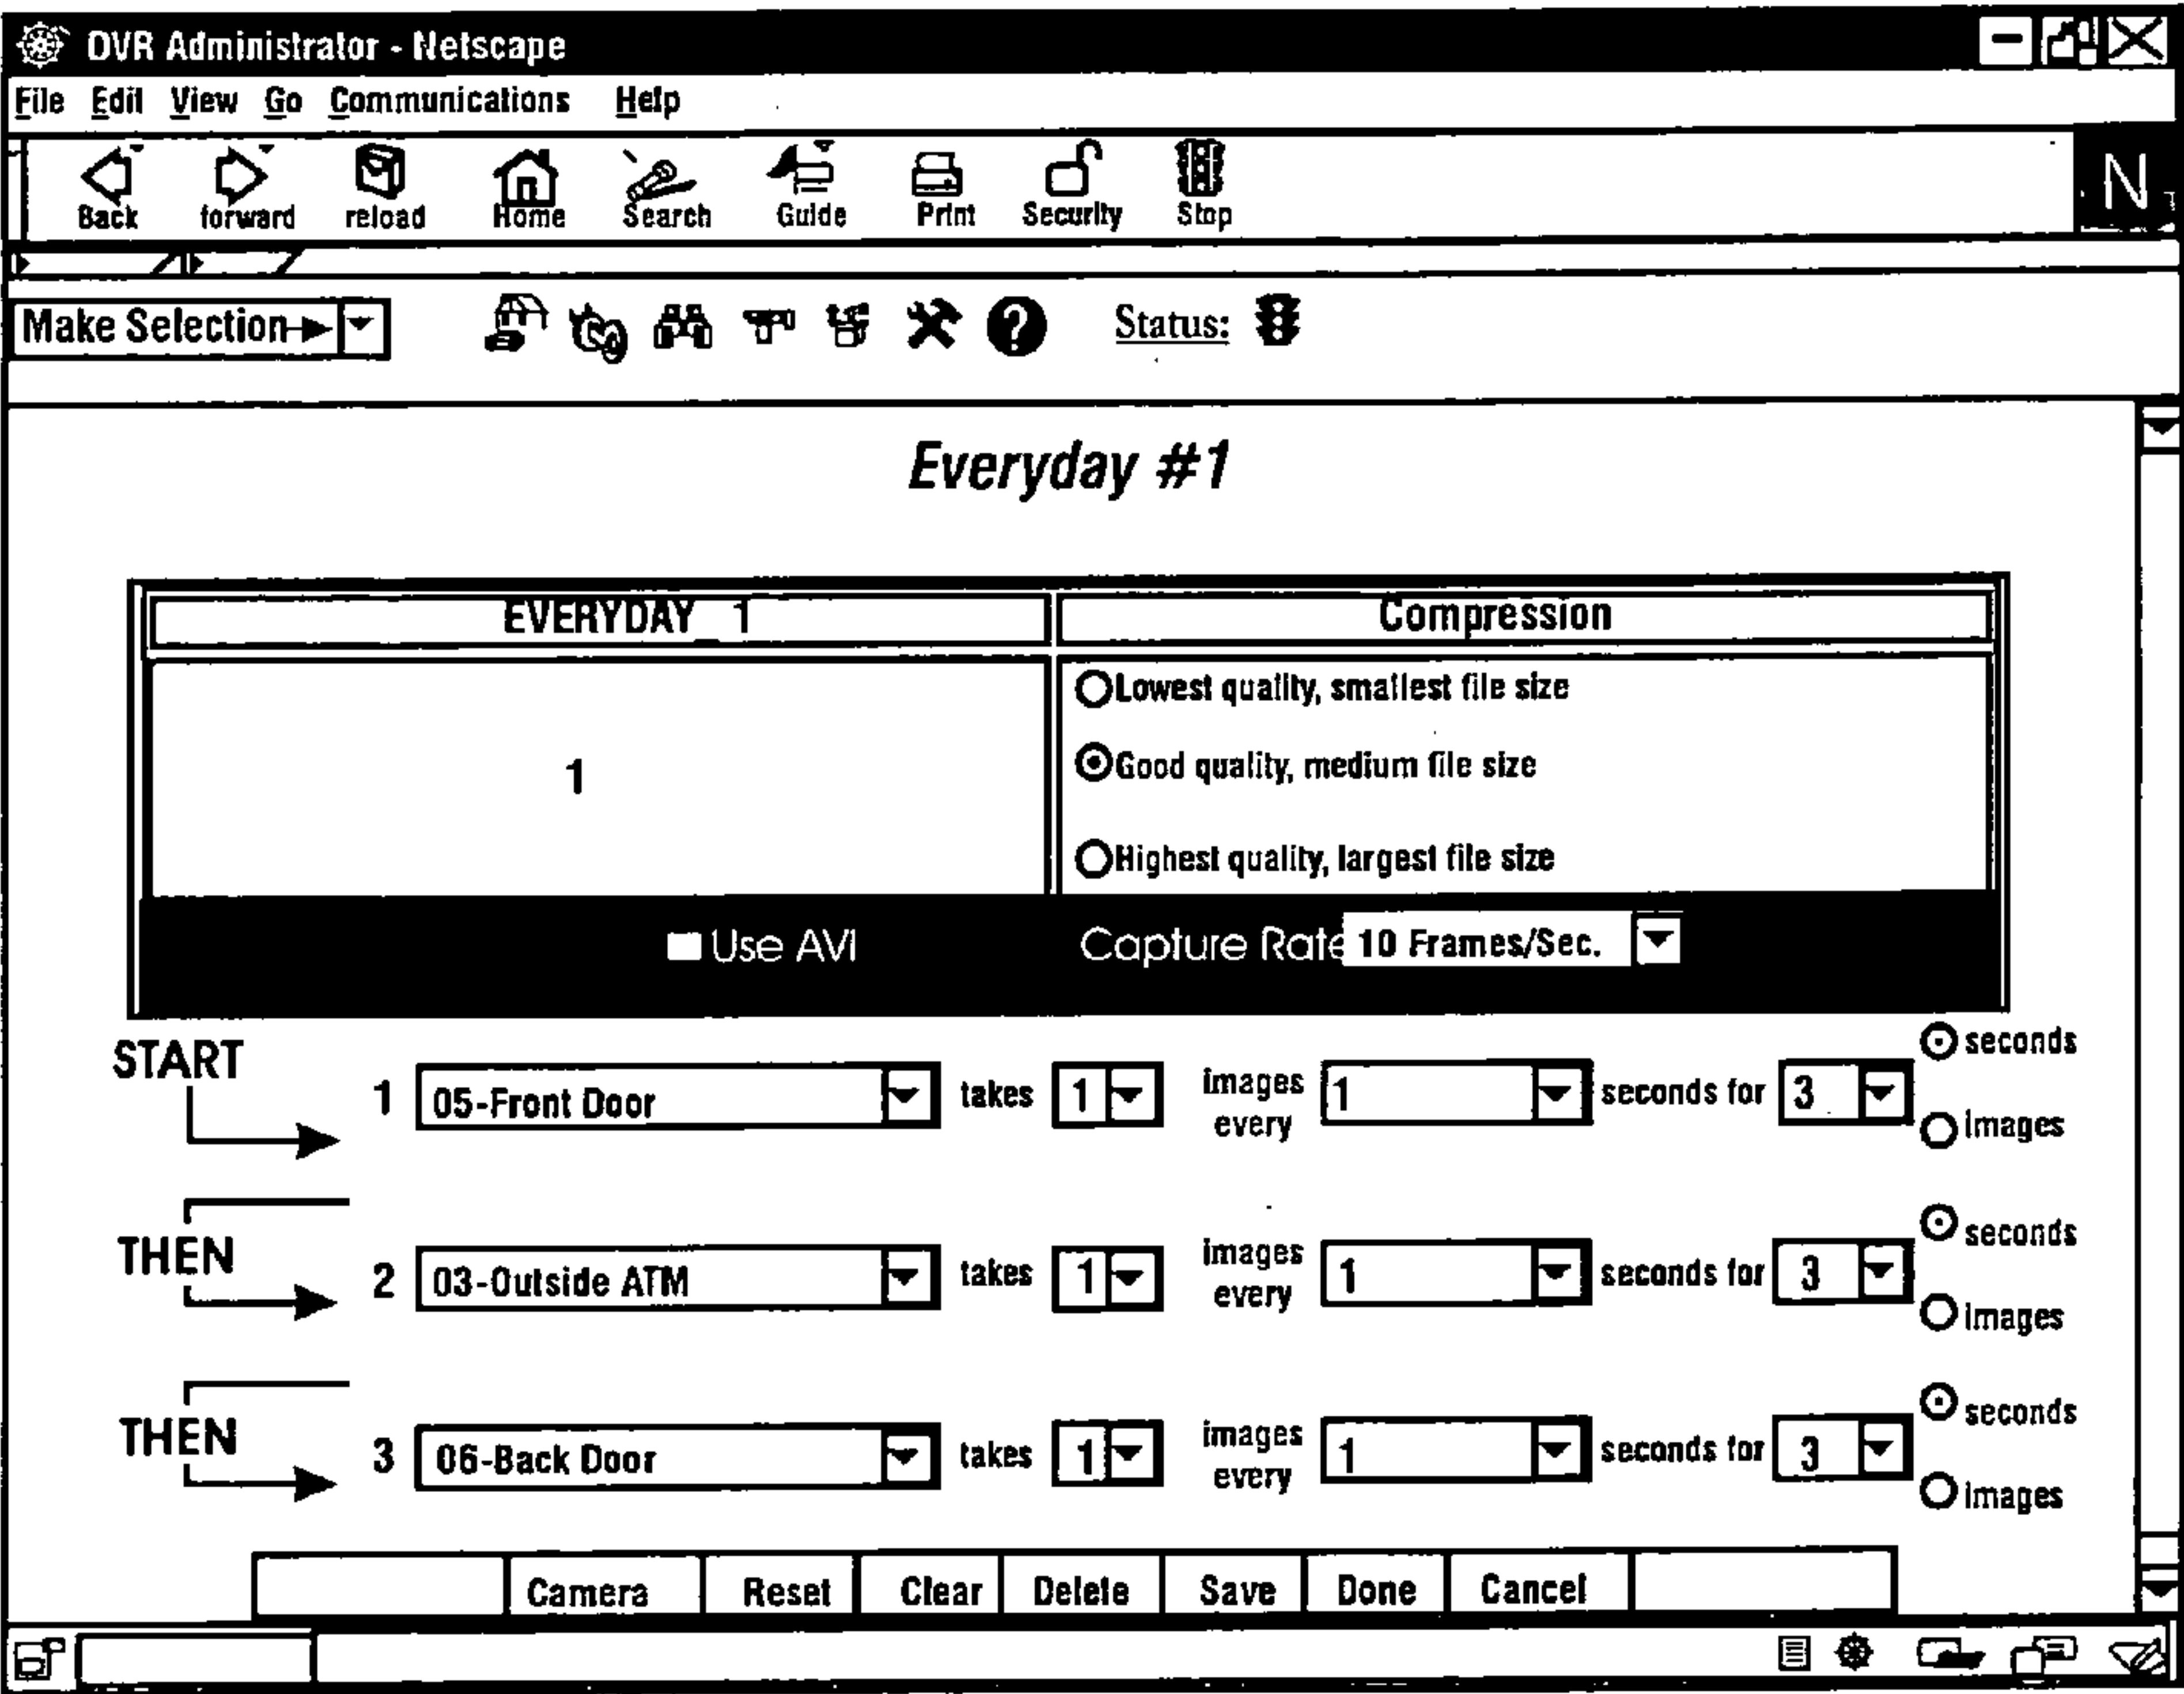 DVR Administrator - Netscape
File Edit View Go Communications Help
Back forward reload Home Search Guide Print Security Stop
N
Make Selection Status:
Everyday #1
EVERYDAY_1 Compression
1
Lowest quality, smallest file size
Good quality, medium file size
Highest quality, largest file size
Use AVI Capture Rate 10 Frames/Sec.
START 1 05-Front Door takes 1 images every 1 seconds for 3 seconds images
THEN 2 03-Outside ATM takes 1 images every 1 seconds for 3 seconds images
THEN 3 06-Back Door takes 1 images every 1 seconds for 3 seconds images
Camera Reset Clear Delete Save Done Cancel